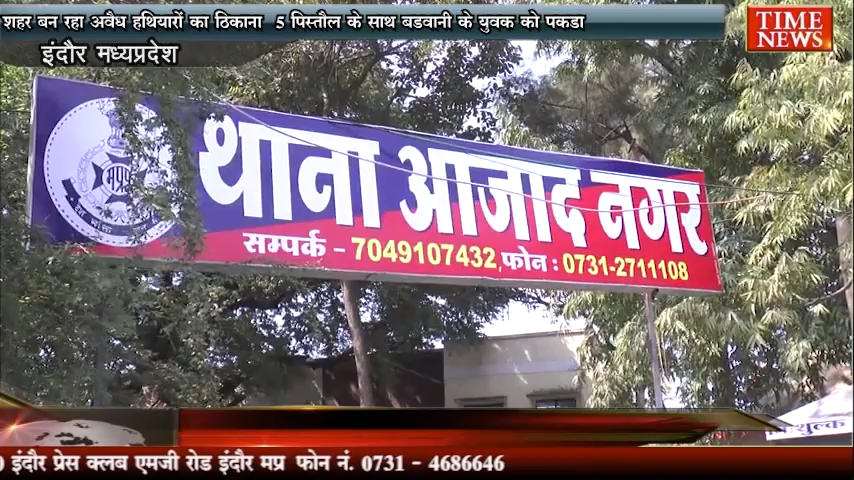 शहर बन रहा अवैध हथियारों का ठिकाना 5 पिस्तौल के साथ बडवानी के युवक को पकडा
TIME
NEWS
इंदौर मध्यप्रदेश
थाना आजाद नगर
मप्र
सम्पर्क - 7049107432, फोन : 0731-2711108
शुल्क
इंदौर प्रेस क्लब एमजी रोड इंदौर मप्र फोन नं. 0731 - 4686646